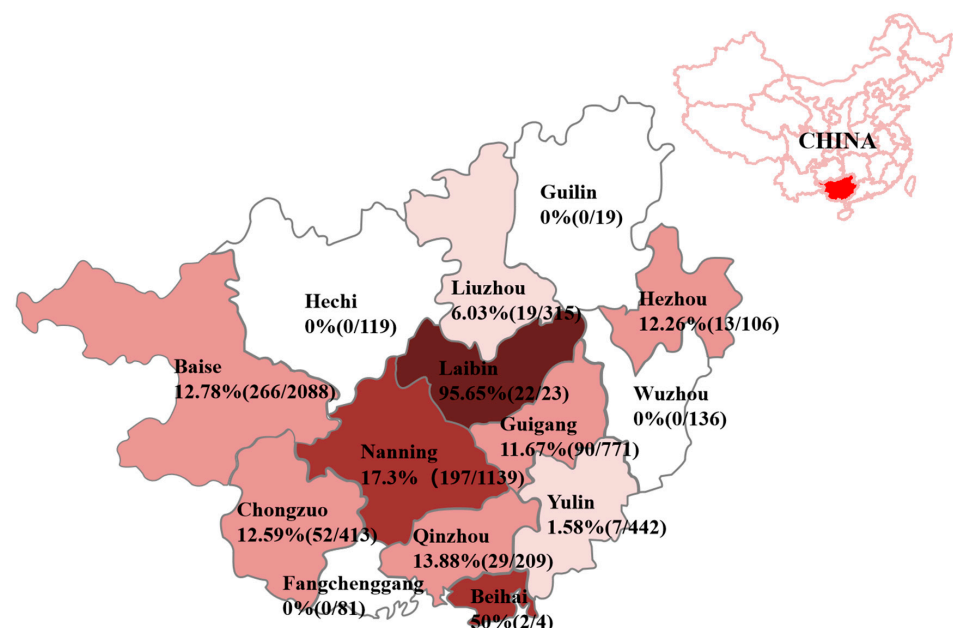 CHINA
Guilin
0%(0/19)
Liuzhou
6.03%(19/315)
Hezhou
12.26%(13/106)
Hechi
0%(0/119)
Baise
12.78%(266/2088)
Laibin
95.65%(22/23)
Wuzhou
0%(0/136)
Guigang
11.67%(90/771)
Nanning
17.3% (197/1139)
Chongzuo
12.59%(52/413)
Yulin
1.58%(7/442)
Qinzhou
13.88%(29/209)
Fangchenggang
0%(0/81)
Beihai
50%(2/4)